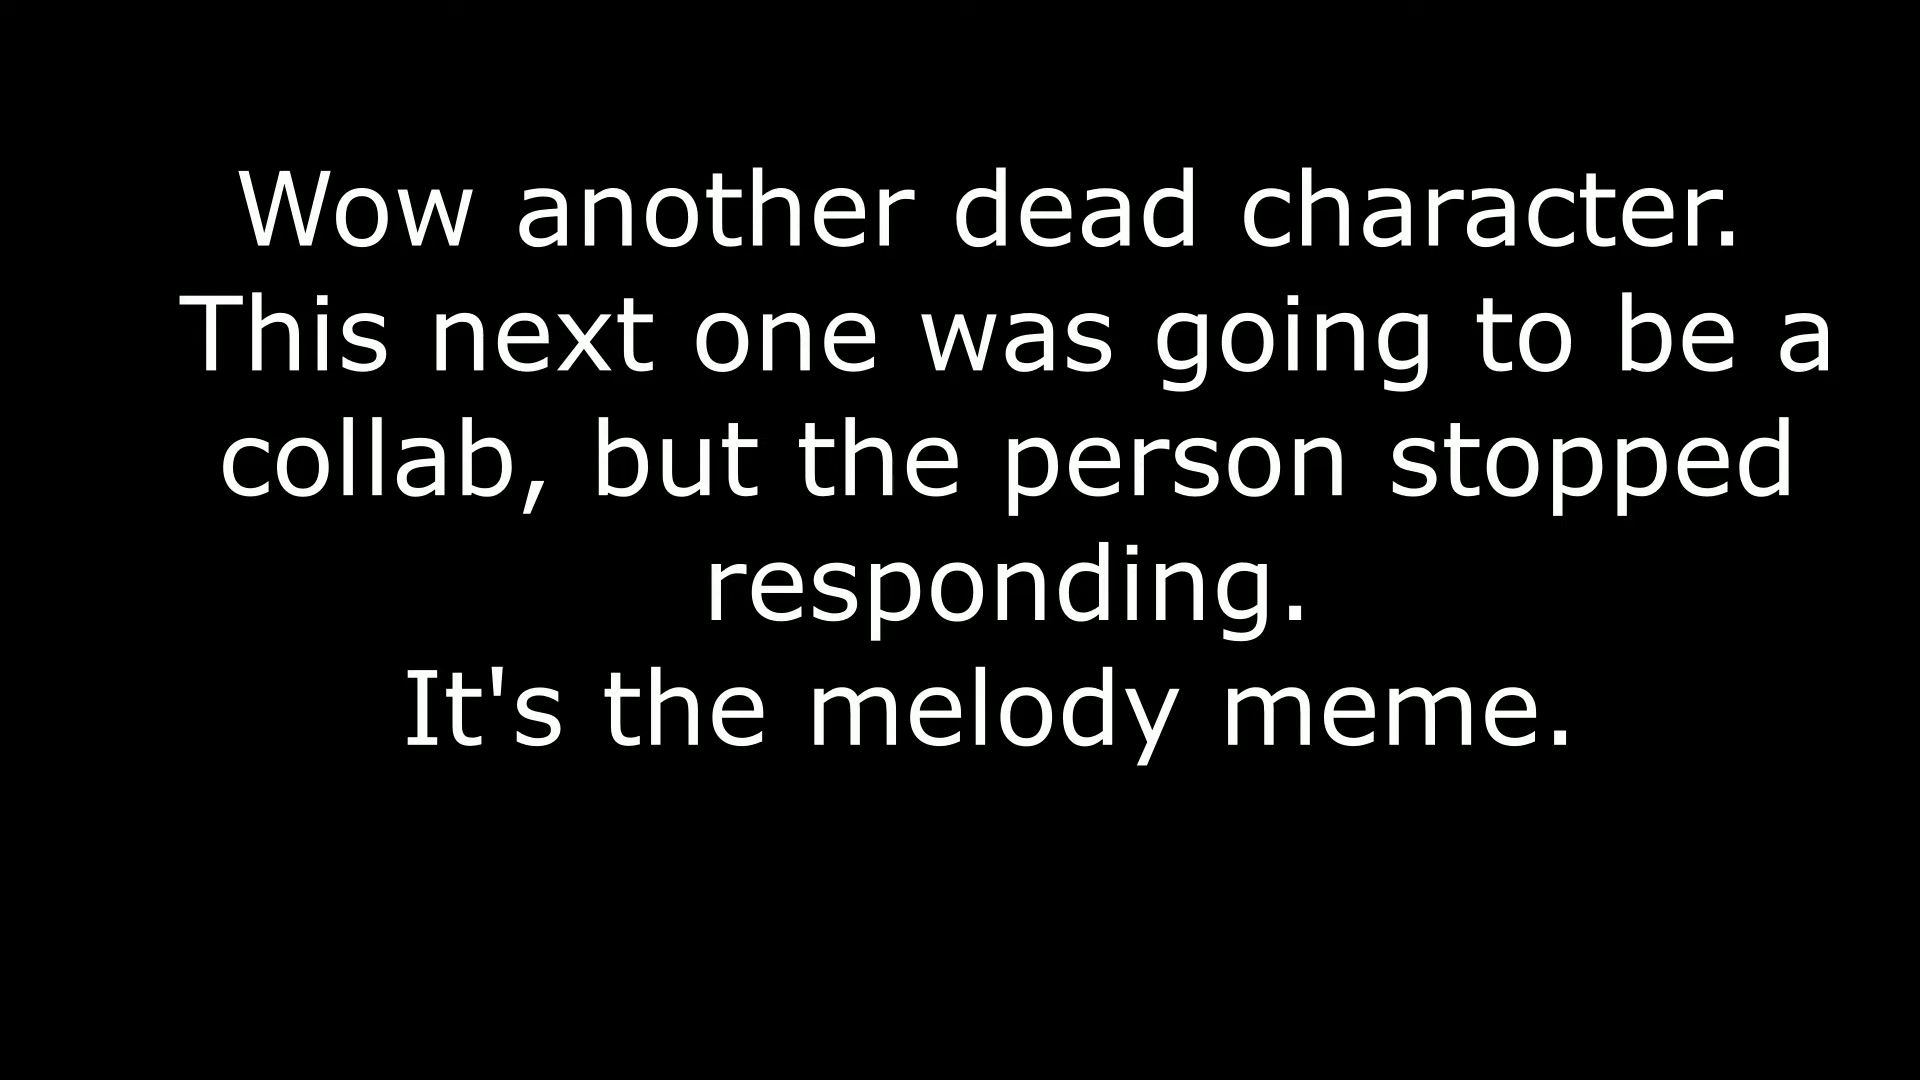 Wow another dead character.
This next one was going to be a
collab, but the person stopped
responding.
It's the melody meme.